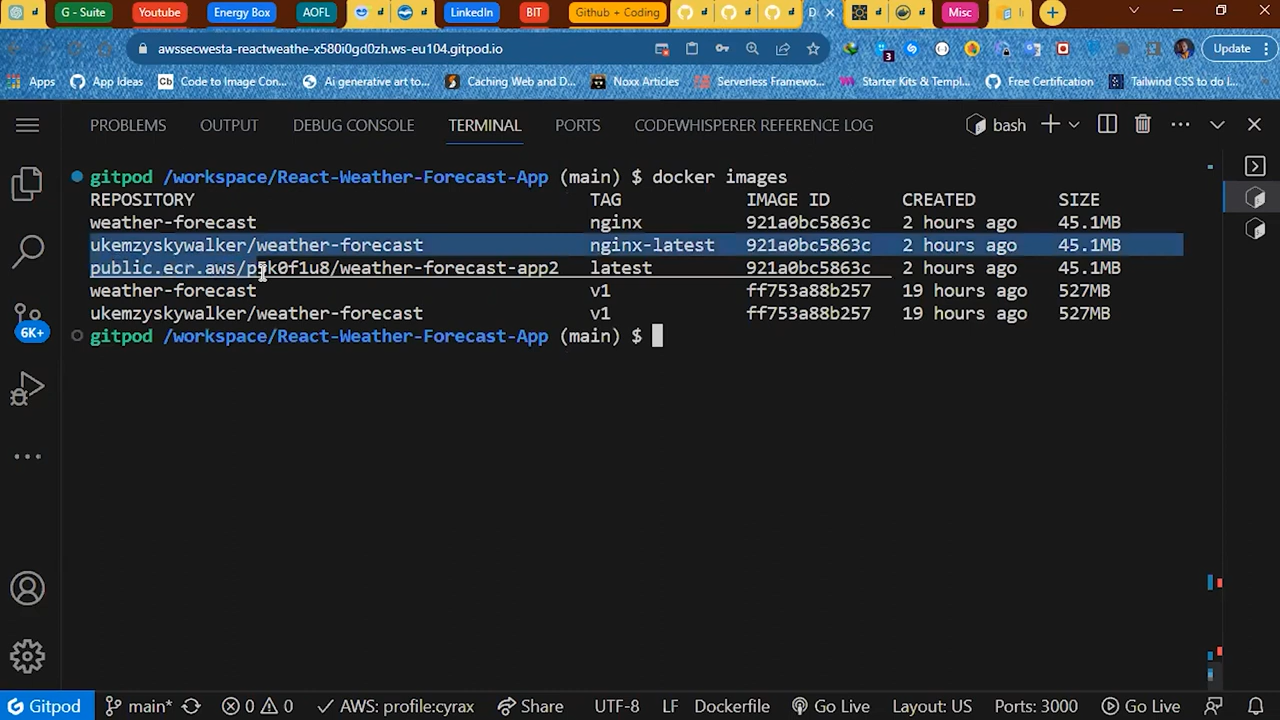 G - Suite Youtube Energy Box AOFL LinkedIn BIT Github + Coding D Misc
awssecwesta-reactweathe-x580i0gd0zh.ws-eu104.gitpod.io 3 Update
Apps App Ideas Cb Code to Image Con... Ai generative art to... Caching Web and D... Noxx Articles Serverless Framew... Starter Kits & Templ... Free Certification Tailwind CSS to do l...
PROBLEMS OUTPUT DEBUG CONSOLE TERMINAL PORTS CODEWHISPERER REFERENCE LOG bash
gitpod /workspace/React-Weather-Forecast-App (main) $ docker images
REPOSITORY TAG IMAGE ID CREATED SIZE
weather-forecast nginx 921a0bc5863c 2 hours ago 45.1MB
ukemzyskywalker/weather-forecast nginx-latest 921a0bc5863c 2 hours ago 45.1MB
public.ecr.aws/p5k0f1u8/weather-forecast-app2 latest 921a0bc5863c 2 hours ago 45.1MB
weather-forecast v1 ff753a88b257 19 hours ago 527MB
ukemzyskywalker/weather-forecast v1 ff753a88b257 19 hours ago 527MB
gitpod /workspace/React-Weather-Forecast-App (main) $
6K+
Gitpod main* 0 0 AWS: profile:cyrax Share UTF-8 LF Dockerfile Go Live Layout: US Ports: 3000 Go Live